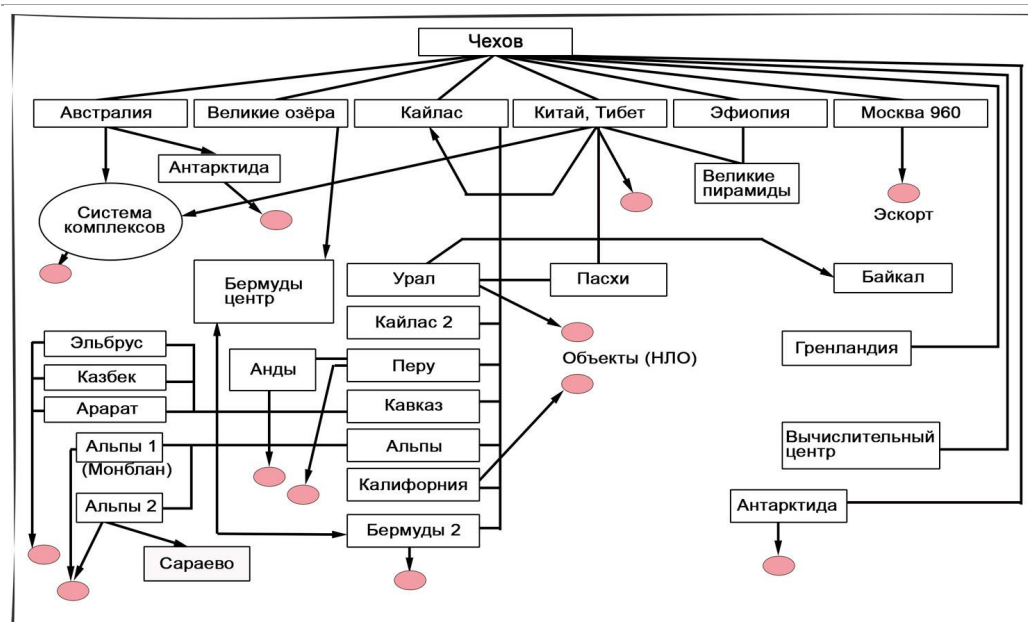 Чехов
Австралия
Великие озёра
Кайлас
Китай, Тибет
Эфиопия
Москва 960
Антарктида
Великие
пирамиды
Система
комплексов
Эскорт
Бермуды
центр
Урал
Пасхи
Байкал
Кайлас 2
Эльбрус
Объекты (НЛО)
Гренландия
Анды
Перу
Казбек
Арарат
Кавказ
Альпы 1
(Монблан)
Альпы
Вычислительный
центр
Калифорния
Альпы 2
Антарктида
Бермуды 2
Сараево